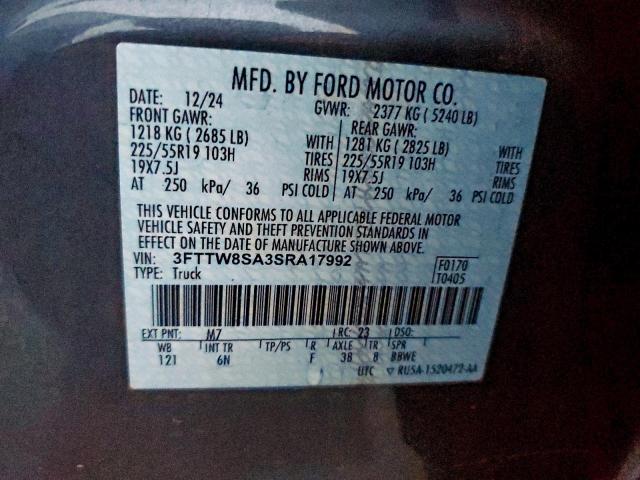 MFD. BY FORD MOTOR CO.
DATE: 12/24 GVWR: 2377 KG ( 5240 LB)
FRONT GAWR: REAR GAWR:
1218 KG ( 2685 LB) WITH 1281 KG ( 2825 LB) WITH
225/55R19 103H TIRES 225/55R19 103H TIRES
19X7.5J RIMS 19X7.5J RIMS
AT 250 kPa/ 36 PSI COLD AT 250 kPa/ 36 PSI COLD
THIS VEHICLE CONFORMS TO ALL APPLICABLE FEDERAL MOTOR
VEHICLE SAFETY AND THEFT PREVENTION STANDARDS IN
EFFECT ON THE DATE OF MANUFACTURE SHOWN ABOVE.
VIN: 3FTTW8SA3SRA17992 F0170
TYPE: Truck T0405
EXT PNT: M7 RC: 23 DSO:
WB INT TR TP/PS R AXLE TR SPR
121 6N F 38 8 BBWE
UTC ▽ RU5A-1520472-AA